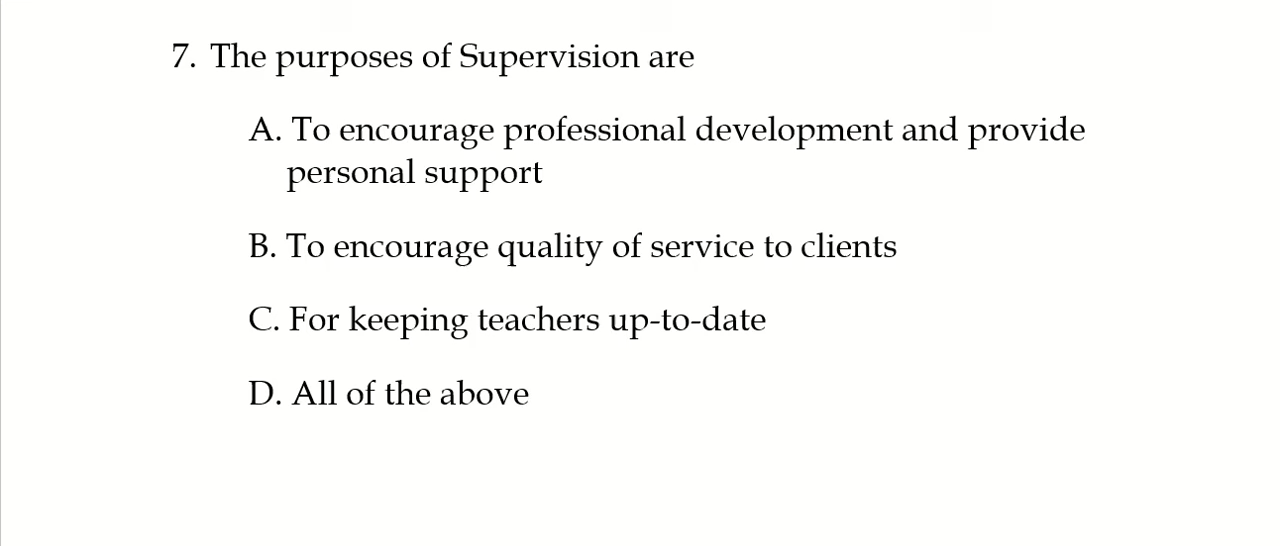 7. The purposes of Supervision are
A. To encourage professional development and provide
personal support
B. To encourage quality of service to clients
C. For keeping teachers up-to-date
D. All of the above